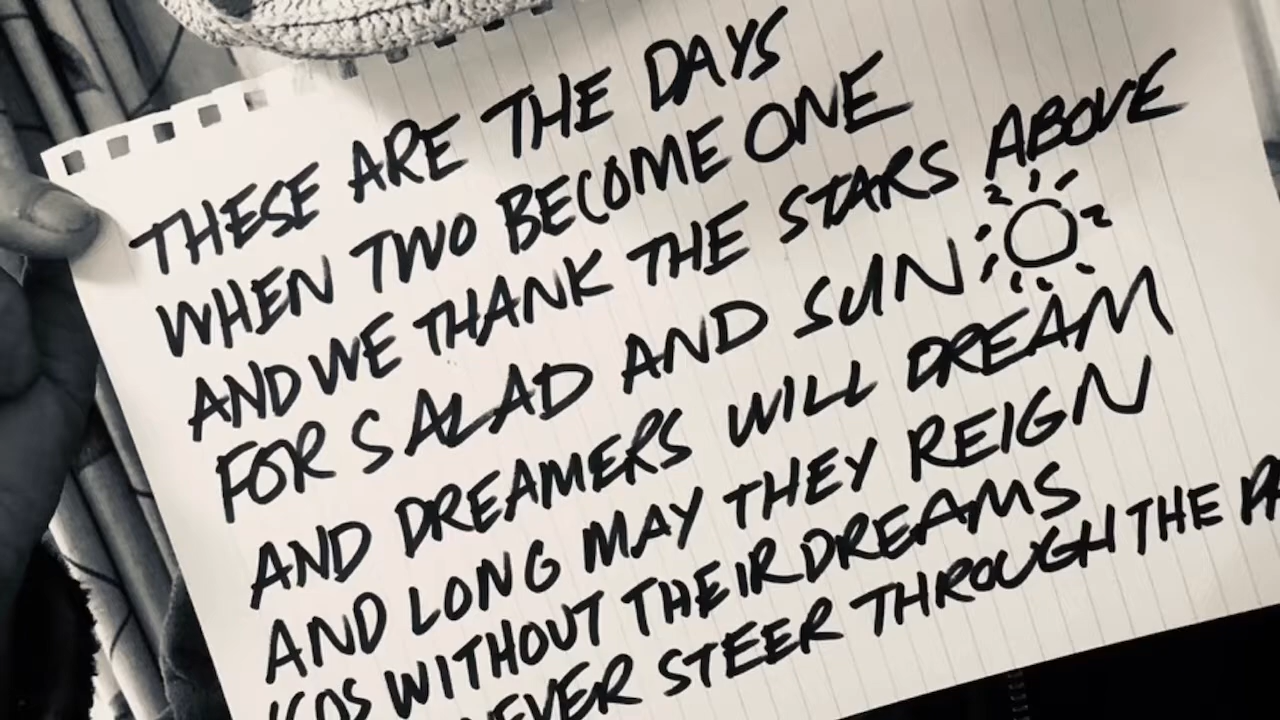 THESE ARE THE DAYS
WHEN TWO BECOME ONE
AND WE THANK THE STARS ABOVE
FOR SALAD AND SUN
AND DREAMERS WILL DREAM
AND LONG MAY THEY REIGN
'COS WITHOUT THEIR DREAMS
STEER THROUGH THE